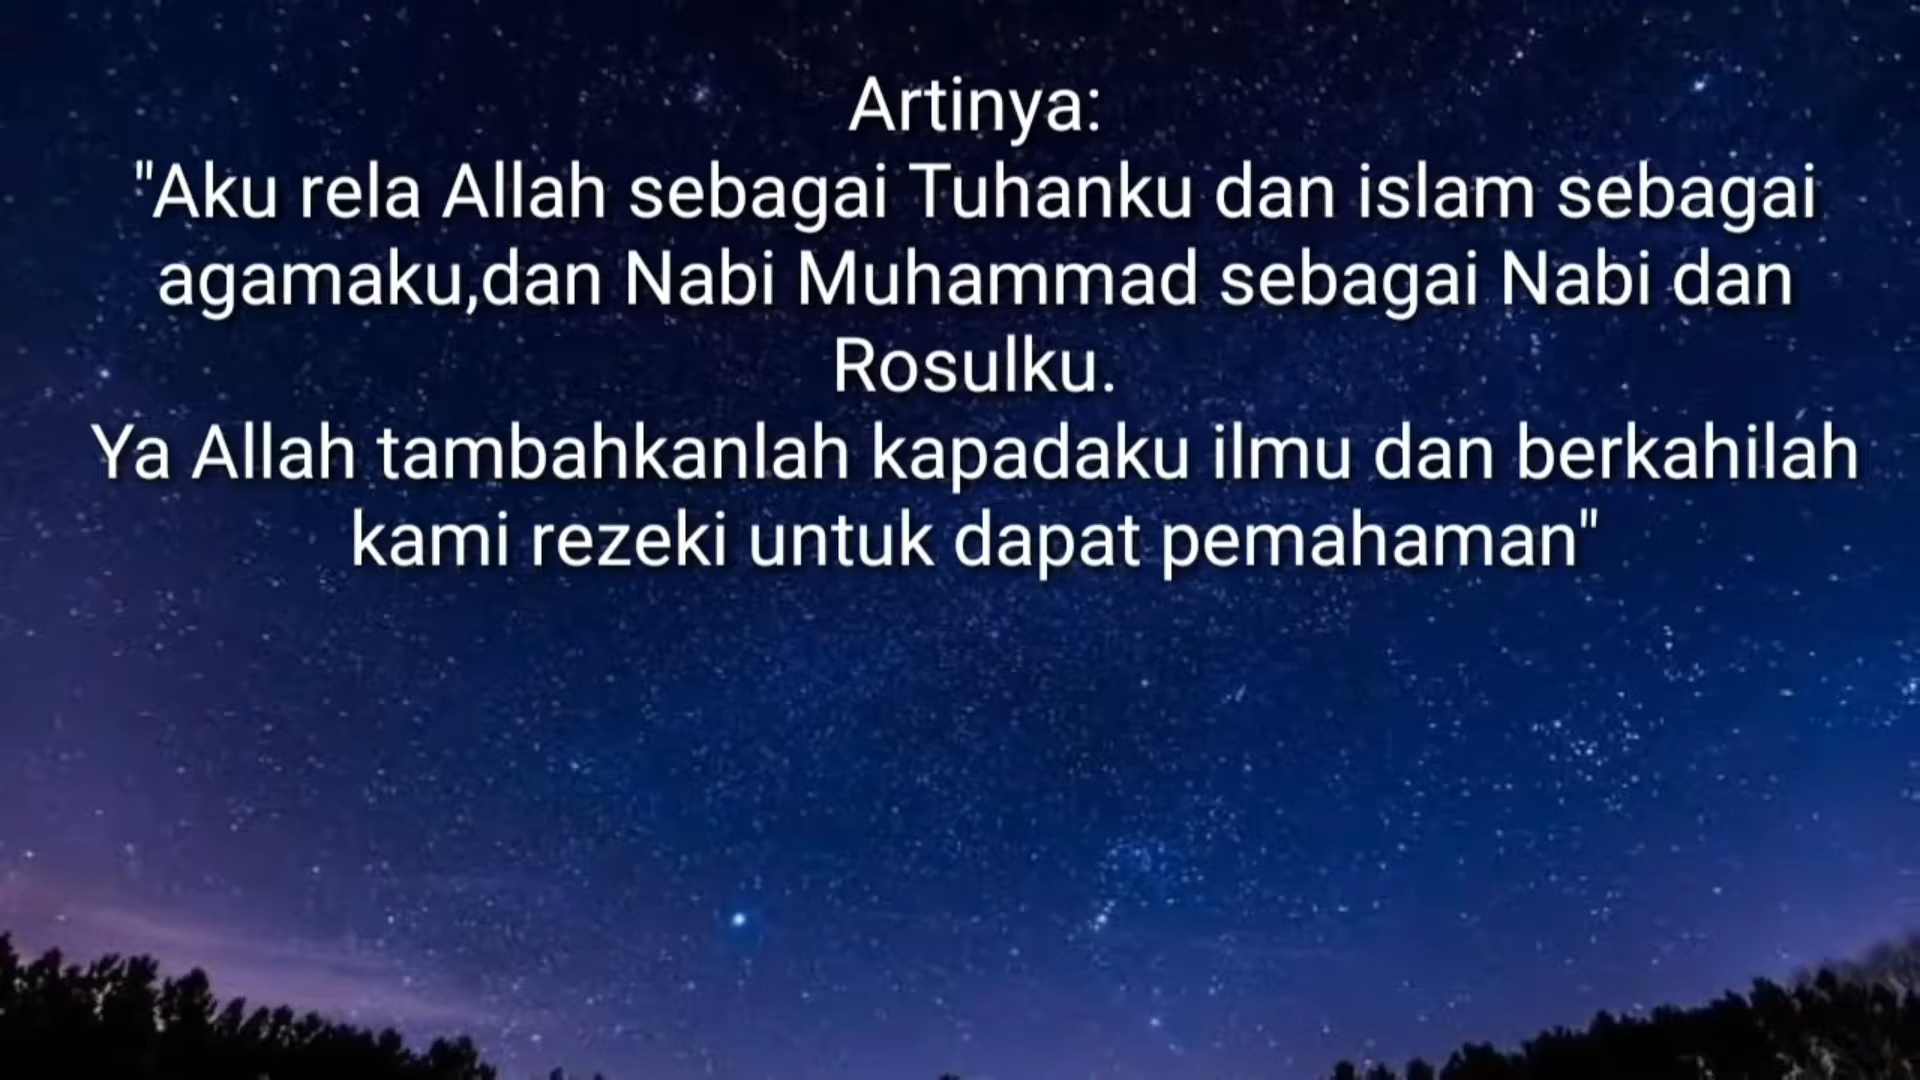 Artinya:
"Aku rela Allah sebagai Tuhanku dan islam sebagai
agamaku,dan Nabi Muhammad sebagai Nabi dan
Rosulku.
Ya Allah tambahkanlah kapadaku ilmu dan berkahilah
kami rezeki untuk dapat pemahaman"